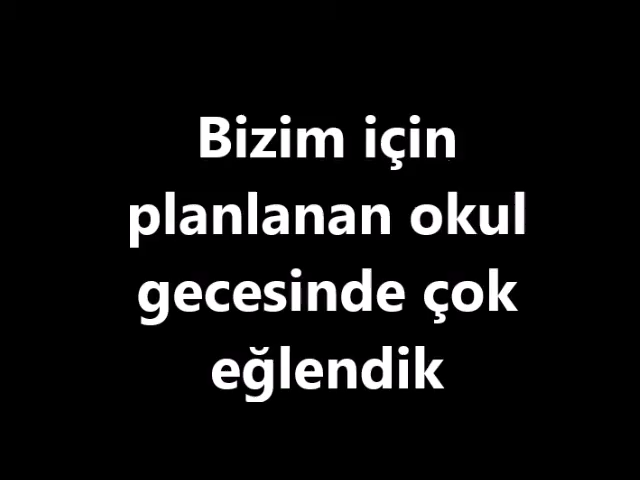 Bizim için
planlanan okul
gecesinde çok
eğlendik